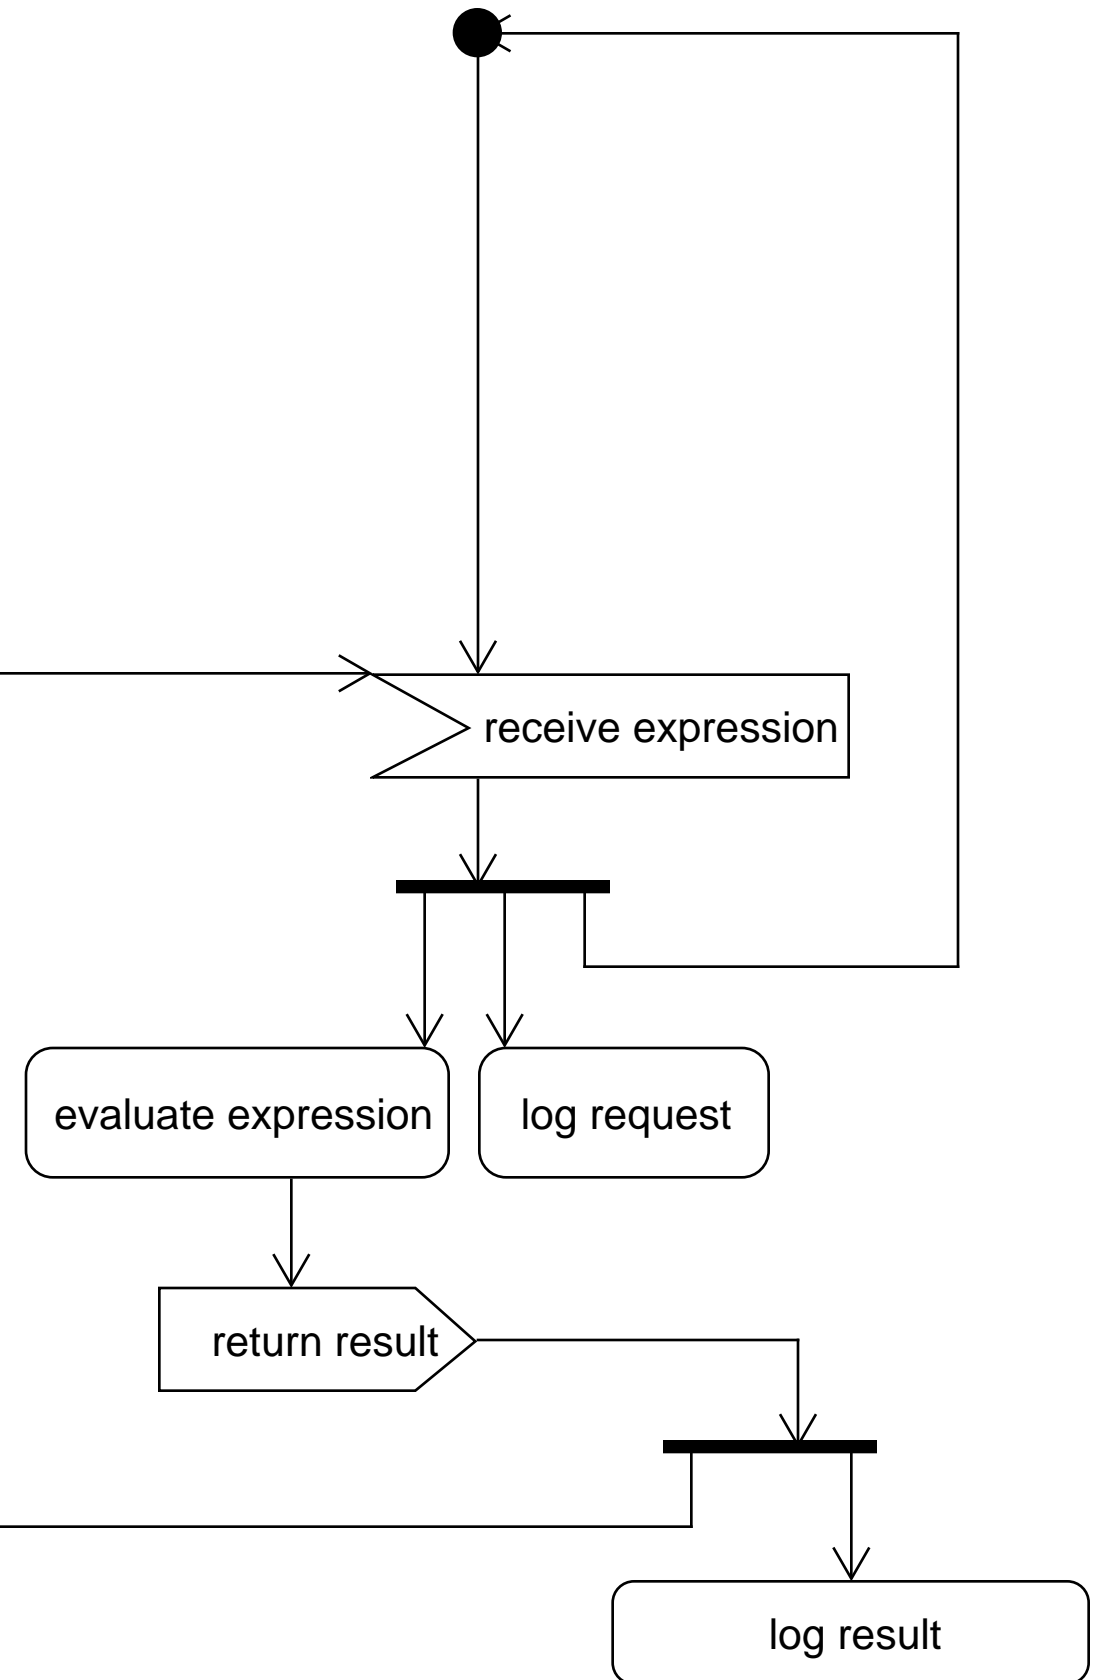 receive expression
evaluate expression
log request
return result
log result